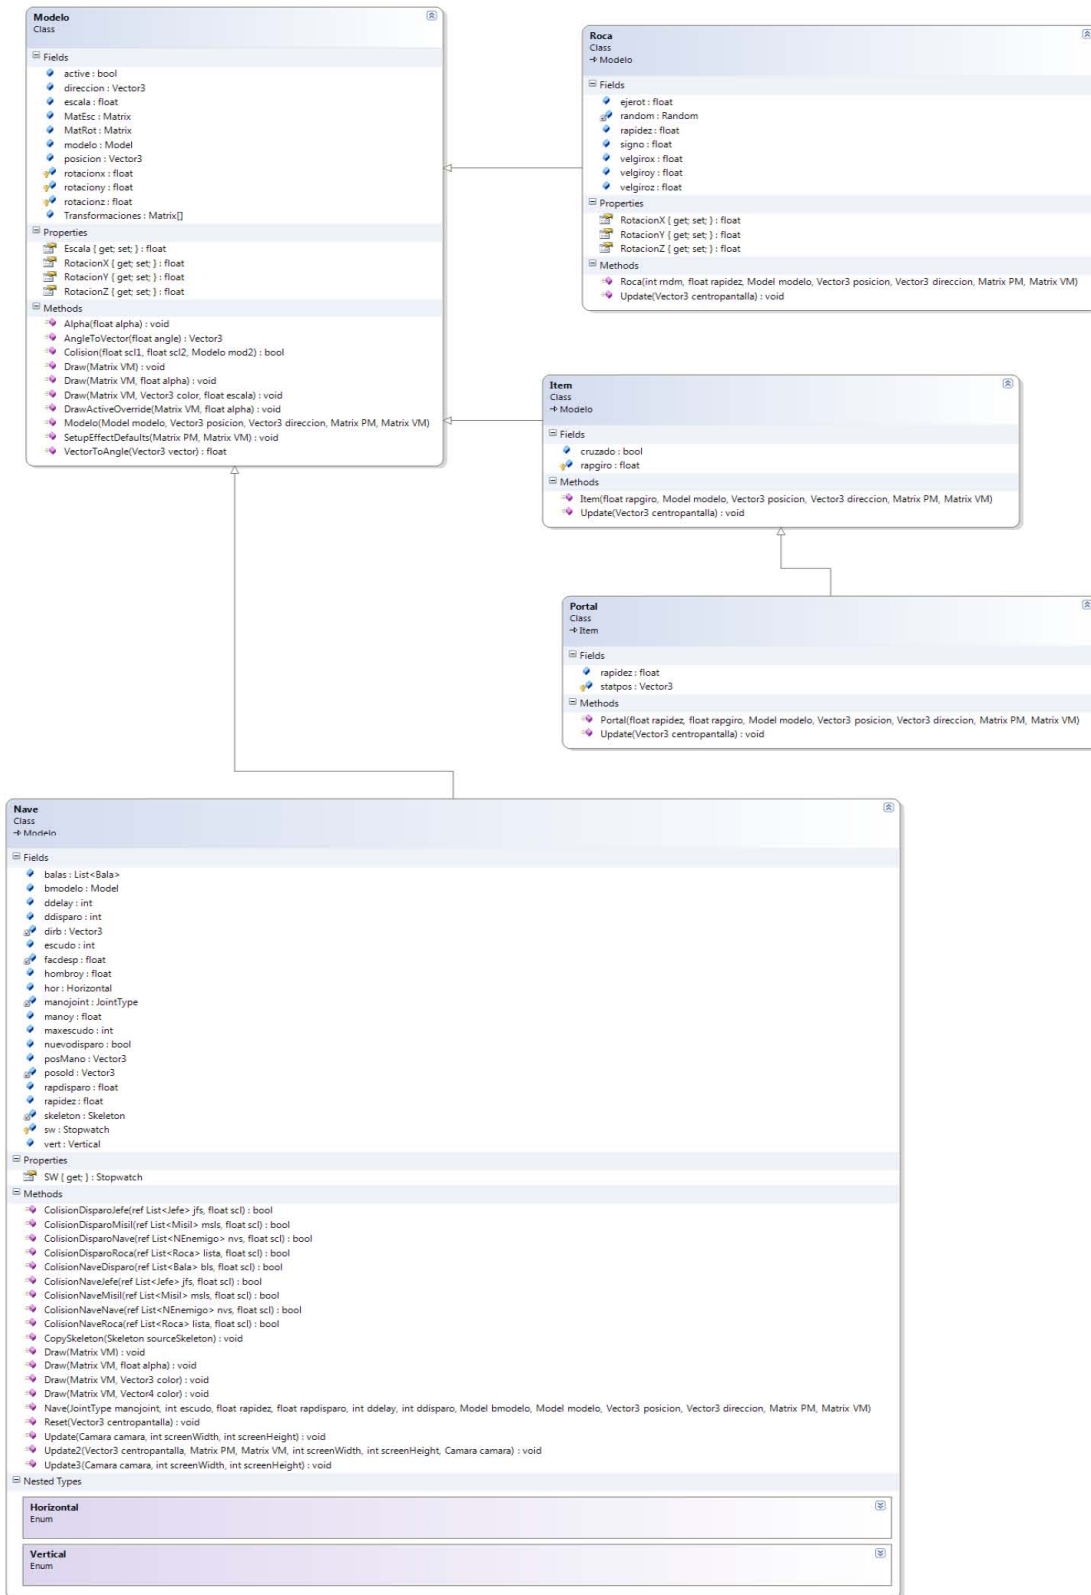 Modelo
Class
Fields
active : bool
direccion : Vector3
escala : float
MatEsc : Matrix
MatRot : Matrix
modelo : Model
posicion : Vector3
rotacionx : float
rotaciony : float
rotacionz : float
Transformaciones : Matrix[]
Properties
Escala { get; set; } : float
RotacionX { get; set; } : float
RotacionY { get; set; } : float
RotacionZ { get; set; } : float
Methods
Alpha(float alpha) : void
AngleToVector(float angle) : Vector3
Colision(float scl1, float scl2, Modelo mod2) : bool
Draw(Matrix VM) : void
Draw(Matrix VM, float alpha) : void
Draw(Matrix VM, Vector3 color, float escala) : void
DrawActiveOverride(Matrix VM, float alpha) : void
Modelo(Model modelo, Vector3 posicion, Vector3 direccion, Matrix PM, Matrix VM)
SetupEffectDefaults(Matrix PM, Matrix VM) : void
VectorToAngle(Vector3 vector) : float
Roca
Class
Modelo
Fields
ejerot : float
random : Random
rapidez : float
signo : float
velgirox : float
velgiroy : float
velgiroz : float
Properties
RotacionX { get; set; } : float
RotacionY { get; set; } : float
RotacionZ { get; set; } : float
Methods
Roca(int rndm, float rapidez, Model modelo, Vector3 posicion, Vector3 direccion, Matrix PM, Matrix VM)
Update(Vector3 centropantalla) : void
Item
Class
Modelo
Fields
cruzado : bool
rapgiro : float
Methods
Item(float rapgiro, Model modelo, Vector3 posicion, Vector3 direccion, Matrix PM, Matrix VM)
Update(Vector3 centropantalla) : void
Portal
Class
Item
Fields
rapidez : float
statpos : Vector3
Methods
Portal(float rapidez, float rapgiro, Model modelo, Vector3 posicion, Vector3 direccion, Matrix PM, Matrix VM)
Update(Vector3 centropantalla) : void
Nave
Class
Modelo
Fields
balas : List<Bala>
bmodelo : Model
ddelay : int
ddisparo : int
dirb : Vector3
escudo : int
facdesp : float
hombroy : float
hor : Horizontal
manojoint : JointType
manoy : float
maxescudo : int
nuevodisparo : bool
posMano : Vector3
posold : Vector3
rapdisparo : float
rapidez : float
skeleton : Skeleton
sw : Stopwatch
vert : Vertical
Properties
SW { get; } : Stopwatch
Methods
ColisionDisparoJefe(ref List<Jefe> jfs, float scl) : bool
ColisionDisparoMisil(ref List<Misil> msls, float scl) : bool
ColisionDisparoNave(ref List<NEnemigo> nvs, float scl) : bool
ColisionDisparoRoca(ref List<Roca> lista, float scl) : bool
ColisionNaveDisparo(ref List<Bala> bls, float scl) : bool
ColisionNaveJefe(ref List<Jefe> jfs, float scl) : bool
ColisionNaveMisil(ref List<Misil> msls, float scl) : bool
ColisionNaveNave(ref List<NEnemigo> nvs, float scl) : bool
ColisionNaveRoca(ref List<Roca> lista, float scl) : bool
CopySkeleton(Skeleton sourceSkeleton) : void
Draw(Matrix VM) : void
Draw(Matrix VM, float alpha) : void
Draw(Matrix VM, Vector3 color) : void
Draw(Matrix VM, Vector4 color) : void
Nave(JointType manojoint, int escudo, float rapidez, float rapdisparo, int ddelay, int ddisparo, Model bmodelo, Model modelo, Vector3 posicion, Vector3 direccion, Matrix PM, Matrix VM)
Reset(Vector3 centropantalla) : void
Update(Camara camara, int screenWidth, int screenHeight) : void
Update2(Vector3 centropantalla, Matrix PM, Matrix VM, int screenWidth, int screenHeight, Camara camara) : void
Update3(Camara camara, int screenWidth, int screenHeight) : void
Nested Types
Horizontal
Enum
Vertical
Enum